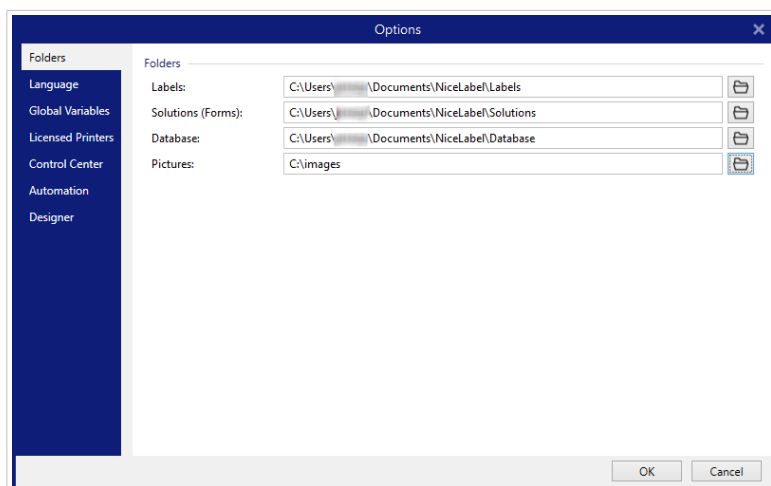 Options
Folders
Language
Global Variables
Licensed Printers
Control Center
Automation
Designer
Folders
Labels: C:\Users\ \Documents\NiceLabel\Labels
Solutions (Forms): C:\Users\ \Documents\NiceLabel\Solutions
Database: C:\Users\ \Documents\NiceLabel\Database
Pictures: C:\images
OK Cancel